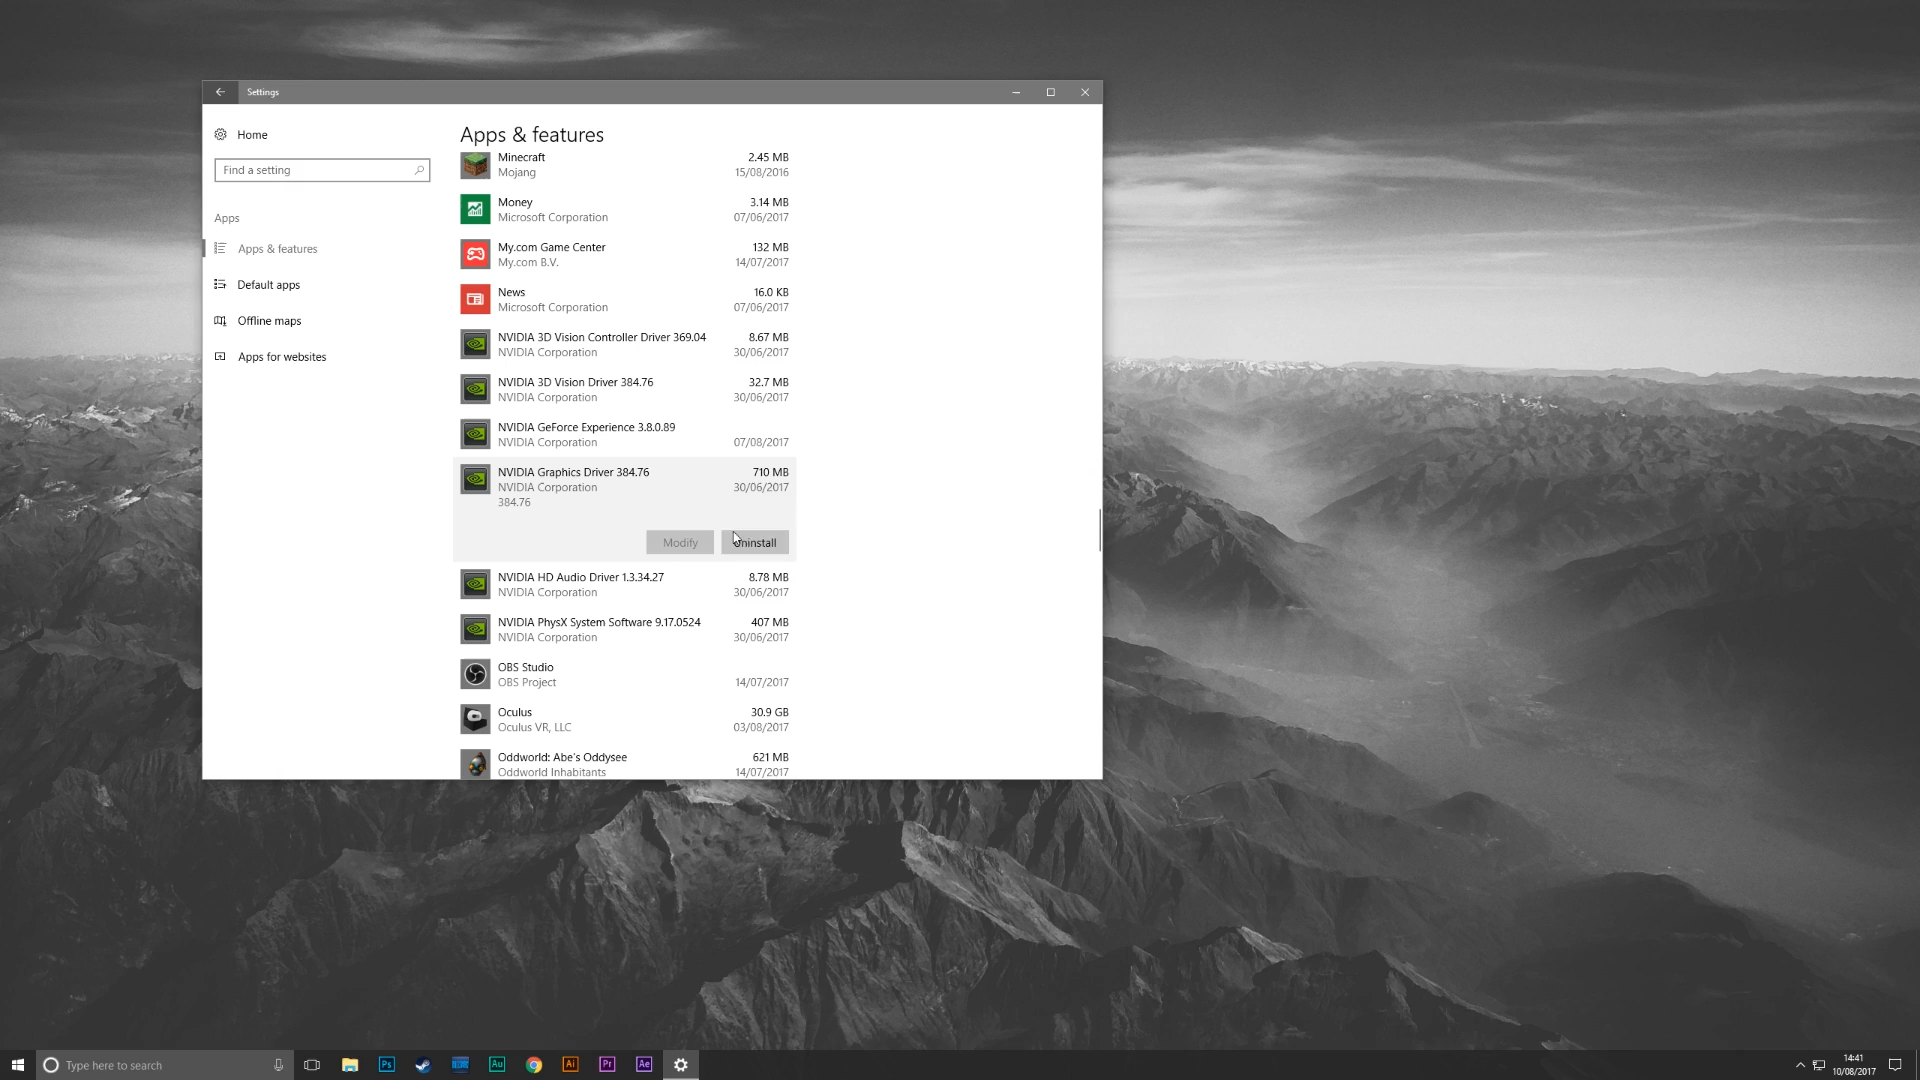 Settings
Home
Find a setting
Apps
Apps & features
Default apps
Offline maps
Apps for websites
Apps & features
Minecraft 2.45 MB
Mojang 15/08/2016
Money 3.14 MB
Microsoft Corporation 07/06/2017
My.com Game Center 132 MB
My.com B.V. 14/07/2017
News 16.0 KB
Microsoft Corporation 07/06/2017
NVIDIA 3D Vision Controller Driver 369.04 8.67 MB
NVIDIA Corporation 30/06/2017
NVIDIA 3D Vision Driver 384.76 32.7 MB
NVIDIA Corporation 30/06/2017
NVIDIA GeForce Experience 3.8.0.89
NVIDIA Corporation 07/08/2017
NVIDIA Graphics Driver 384.76 710 MB
NVIDIA Corporation 30/06/2017
384.76
Modify Uninstall
NVIDIA HD Audio Driver 1.3.34.27 8.78 MB
NVIDIA Corporation 30/06/2017
NVIDIA PhysX System Software 9.17.0524 407 MB
NVIDIA Corporation 30/06/2017
OBS Studio
OBS Project 14/07/2017
Oculus 30.9 GB
Oculus VR, LLC 03/08/2017
Oddworld: Abe's Oddysee 621 MB
Oddworld Inhabitants 14/07/2017
Type here to search
Ps
Au
Ai
Pr
Ae
14:41
10/08/2017